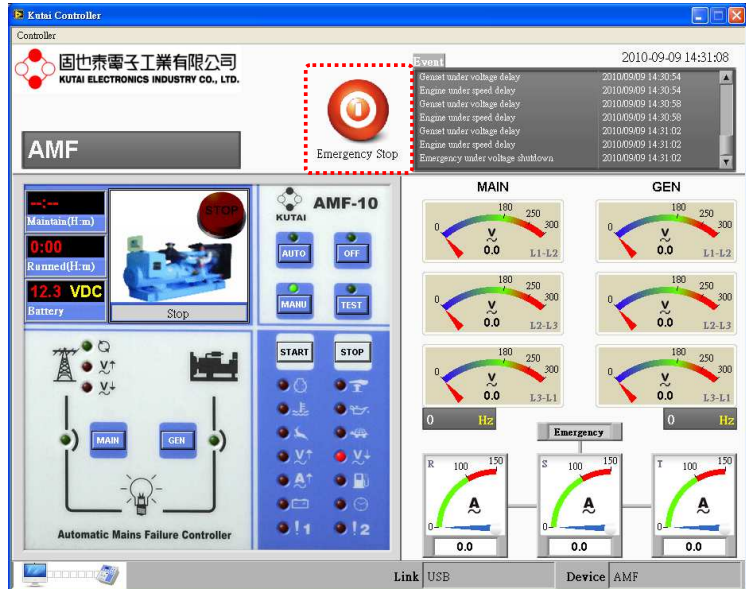 Kutai Controller
Controller
固也泰電子工業有限公司
KUTAI ELECTRONICS INDUSTRY CO., LTD.
AMF
Emergency Stop
Event
2010-09-09 14:31:08
Genset under voltage delay 2010/09/09 14:30:54
Engine under speed delay 2010/09/09 14:30:54
Genset under voltage delay 2010/09/09 14:30:58
Engine under speed delay 2010/09/09 14:30:58
Genset under voltage delay 2010/09/09 14:31:02
Engine under speed delay 2010/09/09 14:31:02
Emergency under voltage shutdown 2010/09/09 14:31:02
--:--
Maintain(H:m)
0:00
Runned(H:m)
12.3 VDC
Battery
STOP
Stop
KUTAI
AMF-10
AUTO OFF
MANU TEST
START STOP
V↑
V↓
MAIN GEN
V↑ V↓
A↑
!1 !2
Automatic Mains Failure Controller
MAIN GEN
0 180 250 300 V 0.0 L1-L2
0 180 250 300 V 0.0 L1-L2
0 180 250 300 V 0.0 L2-L3
0 180 250 300 V 0.0 L2-L3
0 180 250 300 V 0.0 L3-L1
0 180 250 300 V 0.0 L3-L1
0 Hz
0 Hz
Emergency
R 100 150 A 0 0.0
S 100 150 A 0 0.0
T 100 150 A 0 0.0
Link USB Device AMF